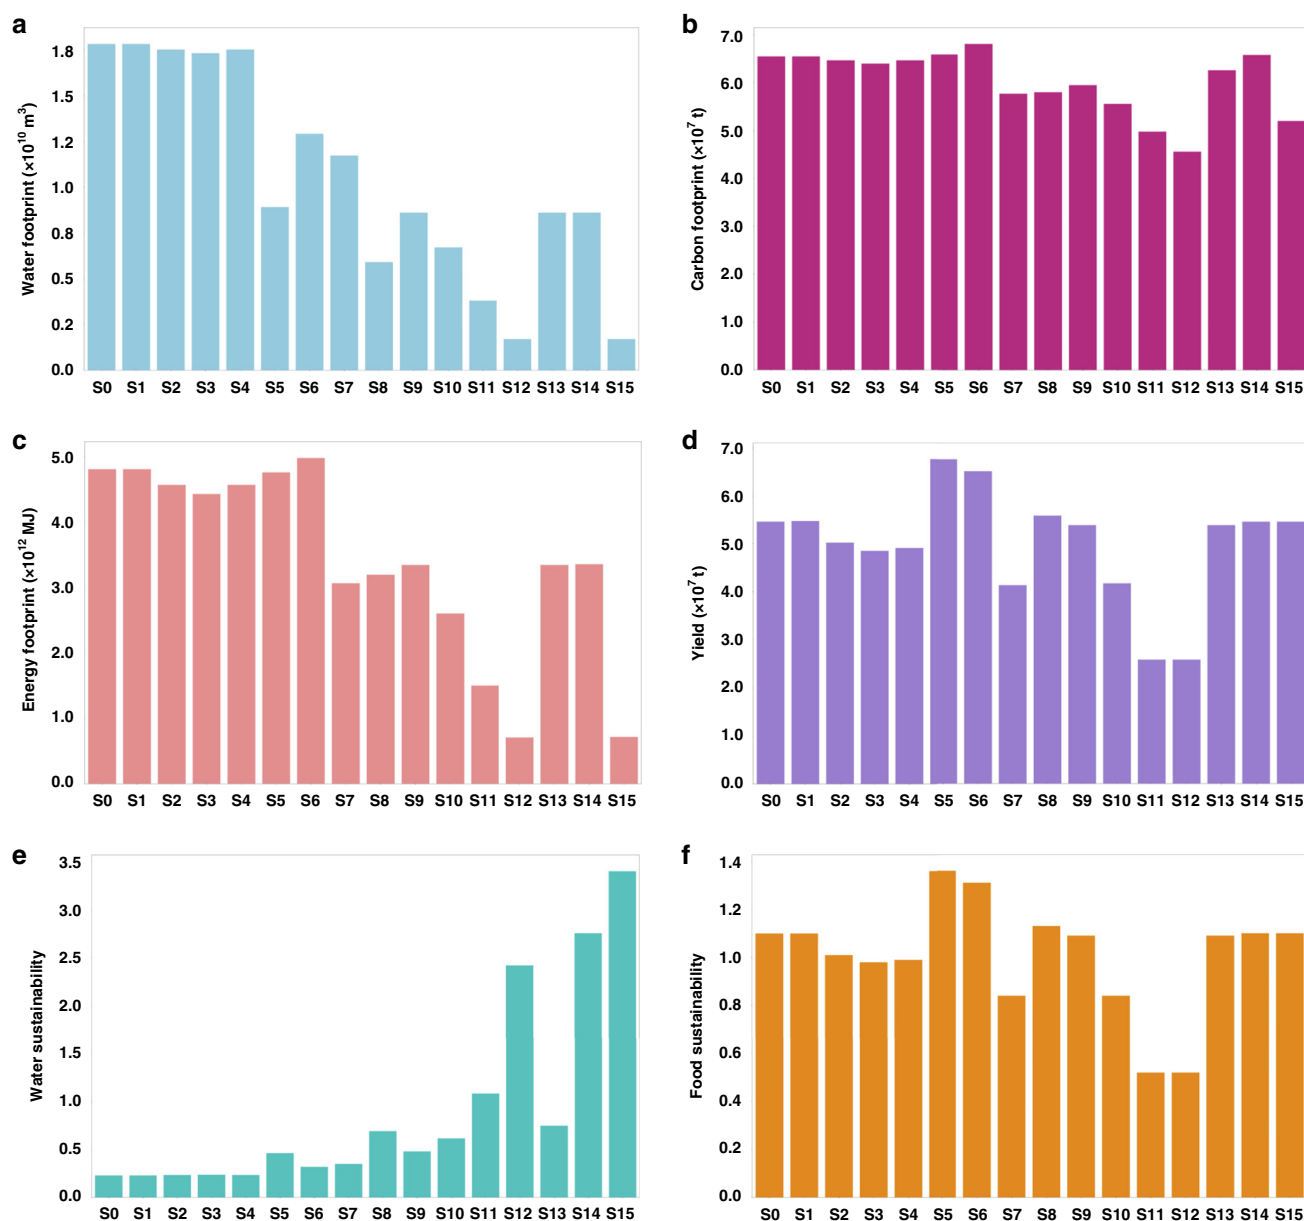 a
Water footprint (×10¹⁰ m³)
1.8
1.5
1.2
1.0
0.8
0.5
0.2
0.0
S0 S1 S2 S3 S4 S5 S6 S7 S8 S9 S10 S11 S12 S13 S14 S15
b
Carbon footprint (×10⁷ t)
7.0
6.0
5.0
4.0
3.0
2.0
1.0
0.0
S0 S1 S2 S3 S4 S5 S6 S7 S8 S9 S10 S11 S12 S13 S14 S15
c
Energy footprint (×10¹² MJ)
5.0
4.0
3.0
2.0
1.0
0.0
S0 S1 S2 S3 S4 S5 S6 S7 S8 S9 S10 S11 S12 S13 S14 S15
d
Yield (×10⁷ t)
7.0
6.0
5.0
4.0
3.0
2.0
1.0
0.0
S0 S1 S2 S3 S4 S5 S6 S7 S8 S9 S10 S11 S12 S13 S14 S15
e
Water sustainability
3.5
3.0
2.5
2.0
1.5
1.0
0.5
0.0
S0 S1 S2 S3 S4 S5 S6 S7 S8 S9 S10 S11 S12 S13 S14 S15
f
Food sustainability
1.4
1.2
1.0
0.8
0.6
0.4
0.2
0.0
S0 S1 S2 S3 S4 S5 S6 S7 S8 S9 S10 S11 S12 S13 S14 S15